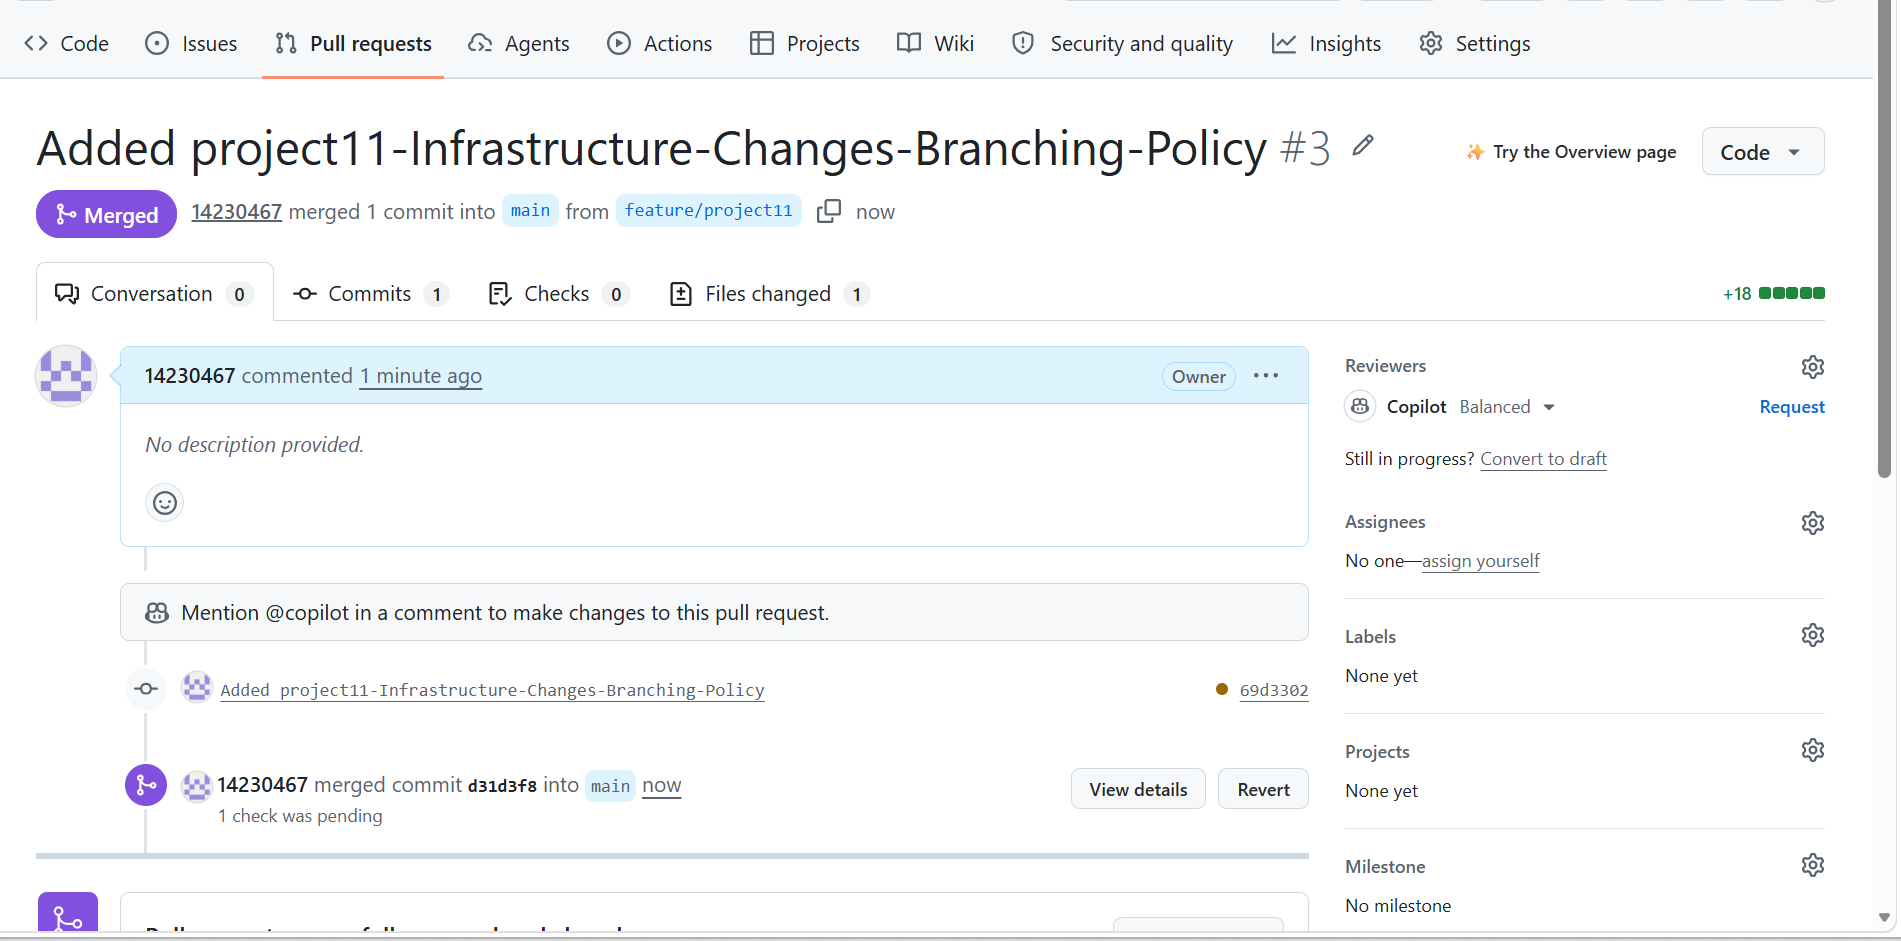 Code Issues Pull requests Agents Actions Projects Wiki Security and quality Insights Settings
Added project11-Infrastructure-Changes-Branching-Policy #3
Try the Overview page
Code
Merged
14230467 merged 1 commit into main from feature/project11 now
Conversation 0 Commits 1 Checks 0 Files changed 1
+18
14230467 commented 1 minute ago
Owner
No description provided.
Mention @copilot in a comment to make changes to this pull request.
Added project11-Infrastructure-Changes-Branching-Policy
69d3302
14230467 merged commit d31d3f8 into main now
1 check was pending
View details
Revert
Reviewers
Copilot Balanced
Request
Still in progress? Convert to draft
Assignees
No one—assign yourself
Labels
None yet
Projects
None yet
Milestone
No milestone